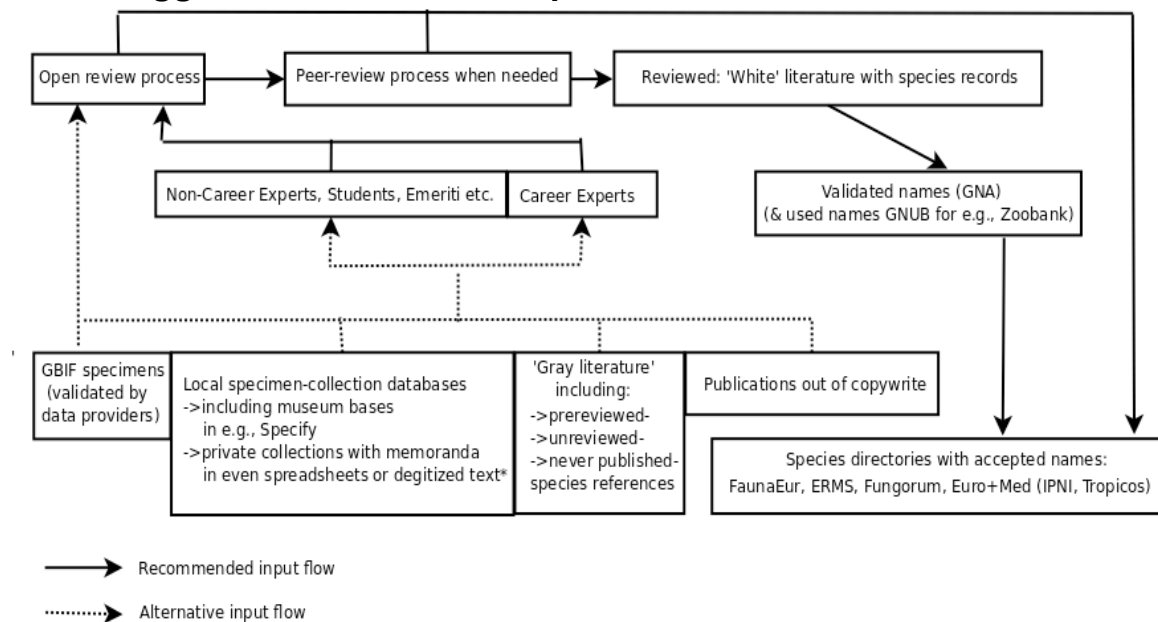 Open review process
Peer-review process when needed
Reviewed: 'White' literature with species records
Non-Career Experts, Students, Emeriti etc.
Career Experts
Validated names (GNA)
(& used names GNUB for e.g., Zoobank)
GBIF specimens
(validated by
data providers)
Local specimen-collection databases
->including museum bases
in e.g., Specify
->private collections with memoranda
in even spreadsheets or degitized text*
'Gray literature'
including:
->prereviewed-
->unreviewed-
->never published-
species references
Publications out of copywrite
Species directories with accepted names:
FaunaEur, ERMS, Fungorum, Euro+Med (IPNI, Tropicos)
Recommended input flow
Alternative input flow